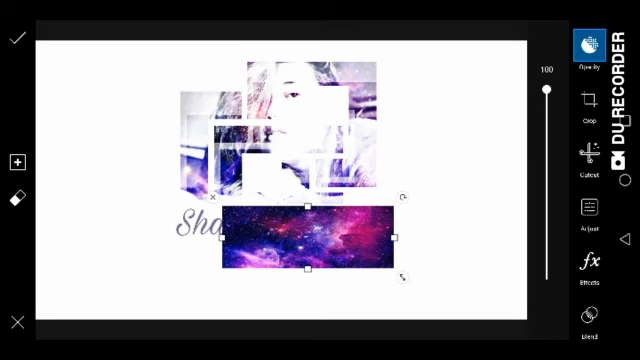 Sha
100
Opacity
Crop
Cutout
Adjust
fx
Effects
Blend
DU RECORDER